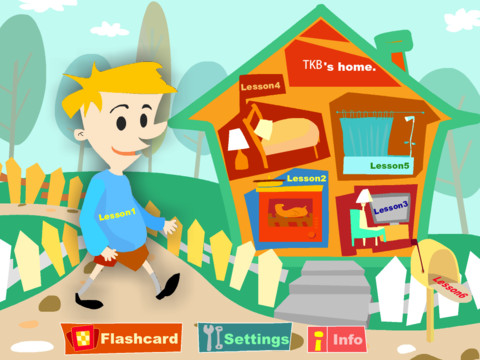 TKB's home.
Lesson4
Lesson5
Lesson2
Lesson3
Lesson1
Lesson6
Flashcard
Settings
i Info